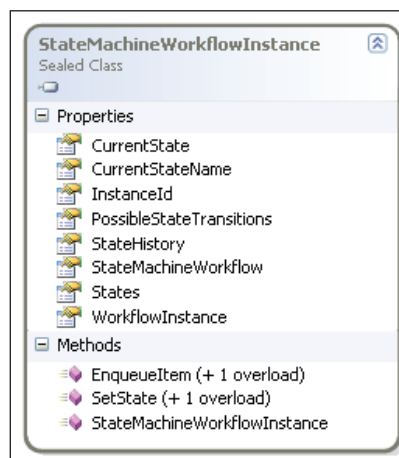 StateMachineWorkflowInstance
Sealed Class
Properties
CurrentState
CurrentStateName
InstanceId
PossibleStateTransitions
StateHistory
StateMachineWorkflow
States
WorkflowInstance
Methods
EnqueueItem (+ 1 overload)
SetState (+ 1 overload)
StateMachineWorkflowInstance